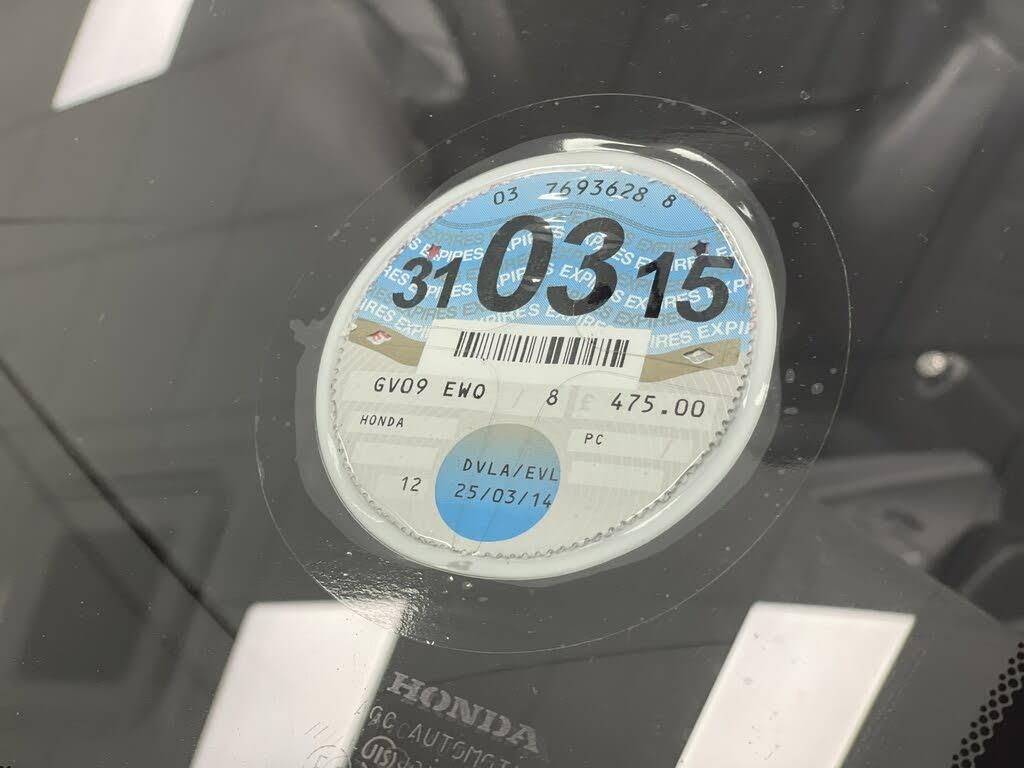 03 7693628 8
31 03 15
GV09 EWO 8 475.00
HONDA PC
12 DVLA/EVL
25/03/14
HONDA
AUTOMOT